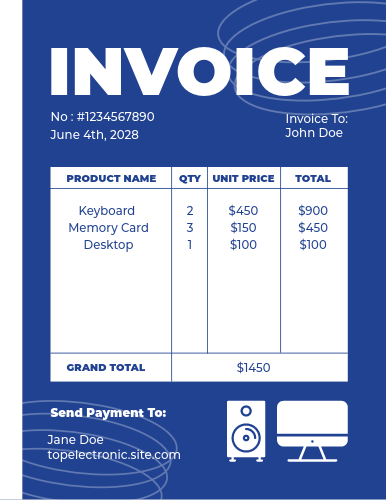 INVOICE
No : #1234567890
June 4th, 2028
Invoice To:
John Doe
PRODUCT NAME QTY UNIT PRICE TOTAL
Keyboard 2 $450 $900
Memory Card 3 $150 $450
Desktop 1 $100 $100
GRAND TOTAL $1450
Send Payment To:
Jane Doe
topelectronic.site.com